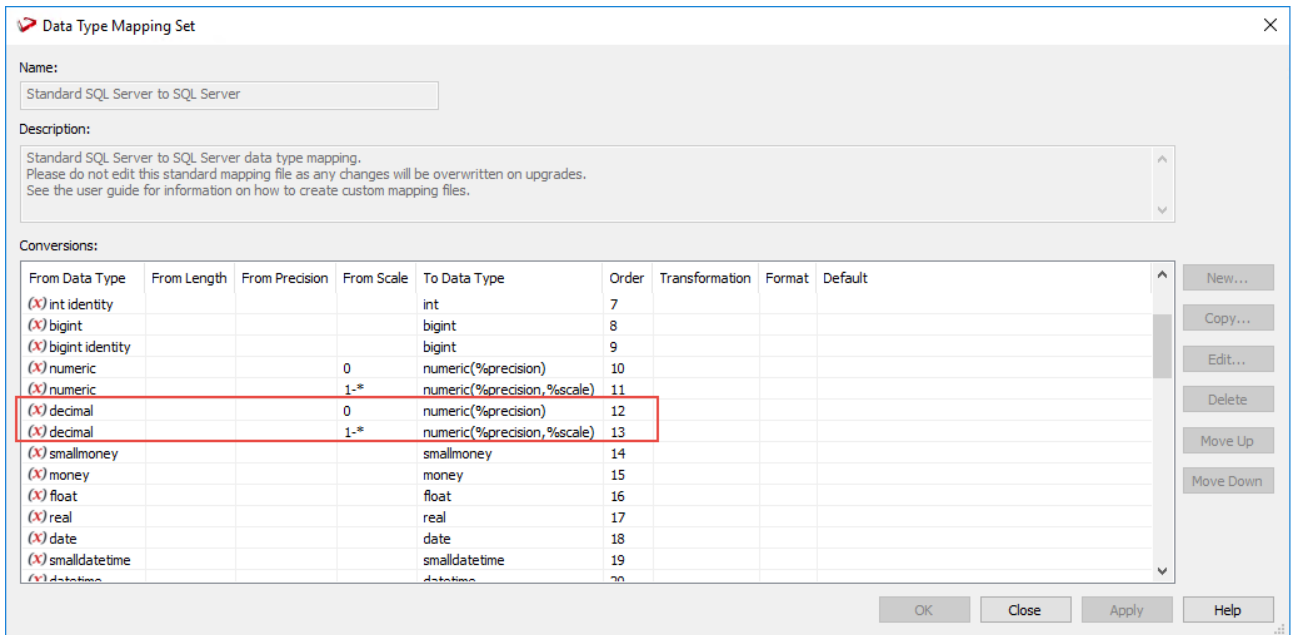 Data Type Mapping Set
Name:
Standard SQL Server to SQL Server
Description:
Standard SQL Server to SQL Server data type mapping.
Please do not edit this standard mapping file as any changes will be overwritten on upgrades.
See the user guide for information on how to create custom mapping files.
Conversions:
From Data Type From Length From Precision From Scale To Data Type Order Transformation Format Default
(x) int identity int 7
(x) bigint bigint 8
(x) bigint identity bigint 9
(x) numeric 0 numeric(%precision) 10
(x) numeric 1-* numeric(%precision,%scale) 11
(x) decimal 0 numeric(%precision) 12
(x) decimal 1-* numeric(%precision,%scale) 13
(x) smallmoney smallmoney 14
(x) money money 15
(x) float float 16
(x) real real 17
(x) date date 18
(x) smalldatetime smalldatetime 19
(x) datetime datetime 20
New...
Copy...
Edit...
Delete
Move Up
Move Down
OK Close Apply Help